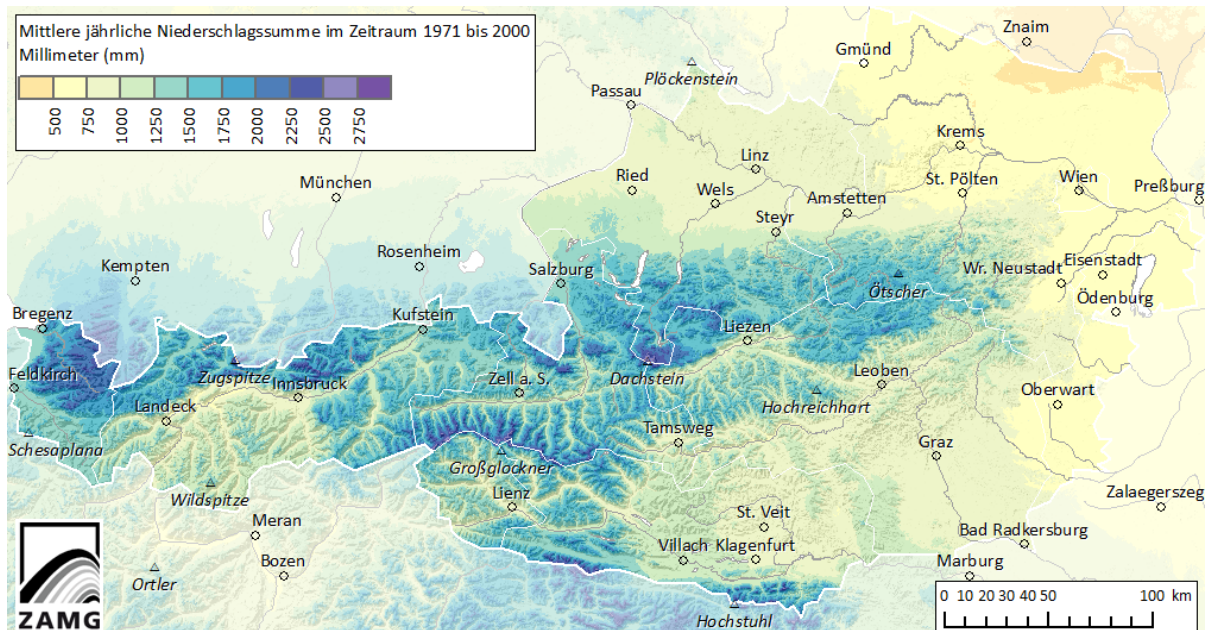 Mittlere jährliche Niederschlagssumme im Zeitraum 1971 bis 2000
Millimeter (mm)
500 750 1000 1250 1500 1750 2000 2250 2500 2750
Znaim
Gmünd
Plöckenstein
Passau
Krems
Linz
Ried
Wels
St. Pölten
Wien
München
Amstetten
Preßburg
Steyr
Rosenheim
Kempten
Salzburg
Wr. Neustadt
Eisenstadt
Ötscher
Ödenburg
Bregenz
Kufstein
Liezen
Feldkirch
Zugspitze
Innsbruck
Zell a. S.
Dachstein
Leoben
Hochreichhart
Oberwart
Landeck
Tamsweg
Graz
Schesaplana
Großglockner
Wildspitze
Lienz
Zalaegerszeg
Meran
St. Veit
Bad Radkersburg
Bozen
Villach
Klagenfurt
Marburg
Ortler
Hochstuhl
0 10 20 30 40 50 100 km
ZAMG